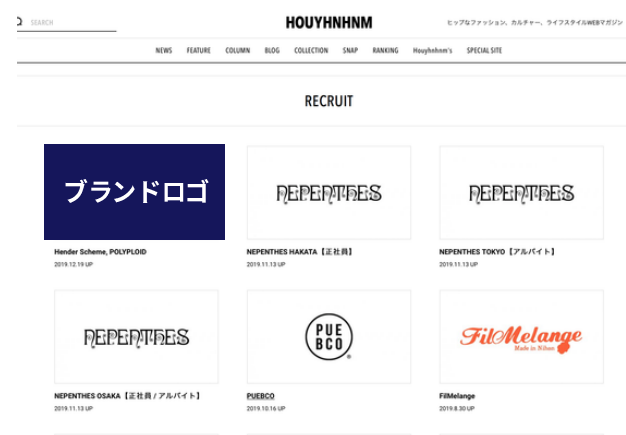 SEARCH
HOUYHNHNM
ヒップなファッション、カルチャー、ライフスタイルWEBマガジン
NEWS FEATURE COLUMN BLOG COLLECTION SNAP RANKING Houyhnhnm's SPECIAL SITE
RECRUIT
ブランドロゴ
NEPENTHES
NEPENTHES
Hender Scheme, POLYPLOID
2019.12.19 UP
NEPENTHES HAKATA【正社員】
2019.11.13 UP
NEPENTHES TOKYO【アルバイト】
2019.11.13 UP
NEPENTHES
PUE
BCO
®
FilMelange
Made in Nihon
NEPENTHES OSAKA【正社員 / アルバイト】
2019.11.13 UP
PUEBCO
2019.10.16 UP
FilMelange
2019.8.30 UP